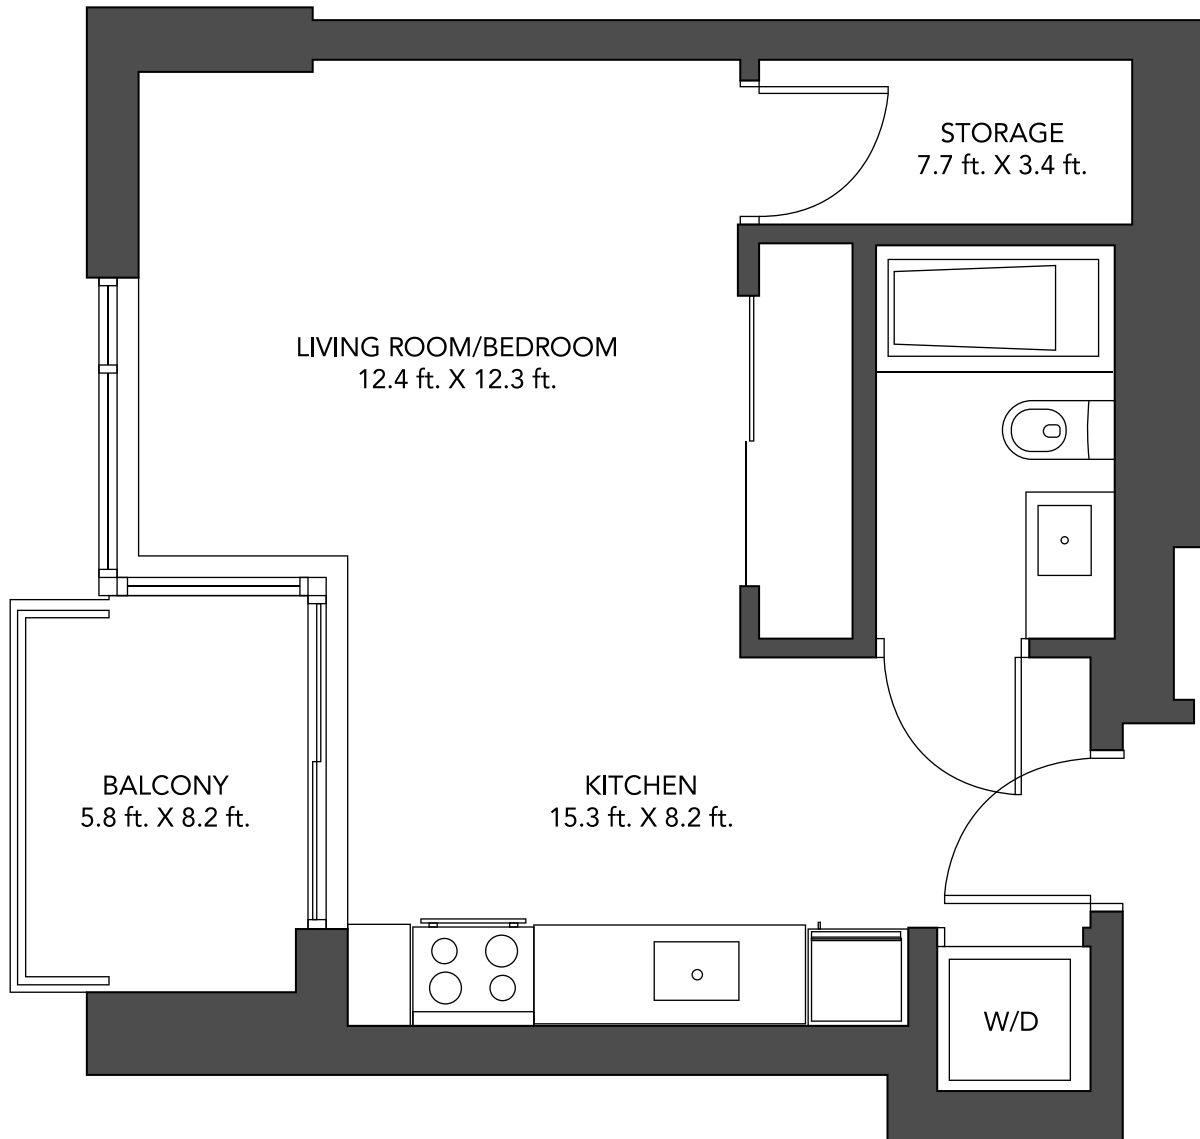 STORAGE
7.7 ft. X 3.4 ft.
LIVING ROOM/BEDROOM
12.4 ft. X 12.3 ft.
BALCONY
5.8 ft. X 8.2 ft.
KITCHEN
15.3 ft. X 8.2 ft.
W/D